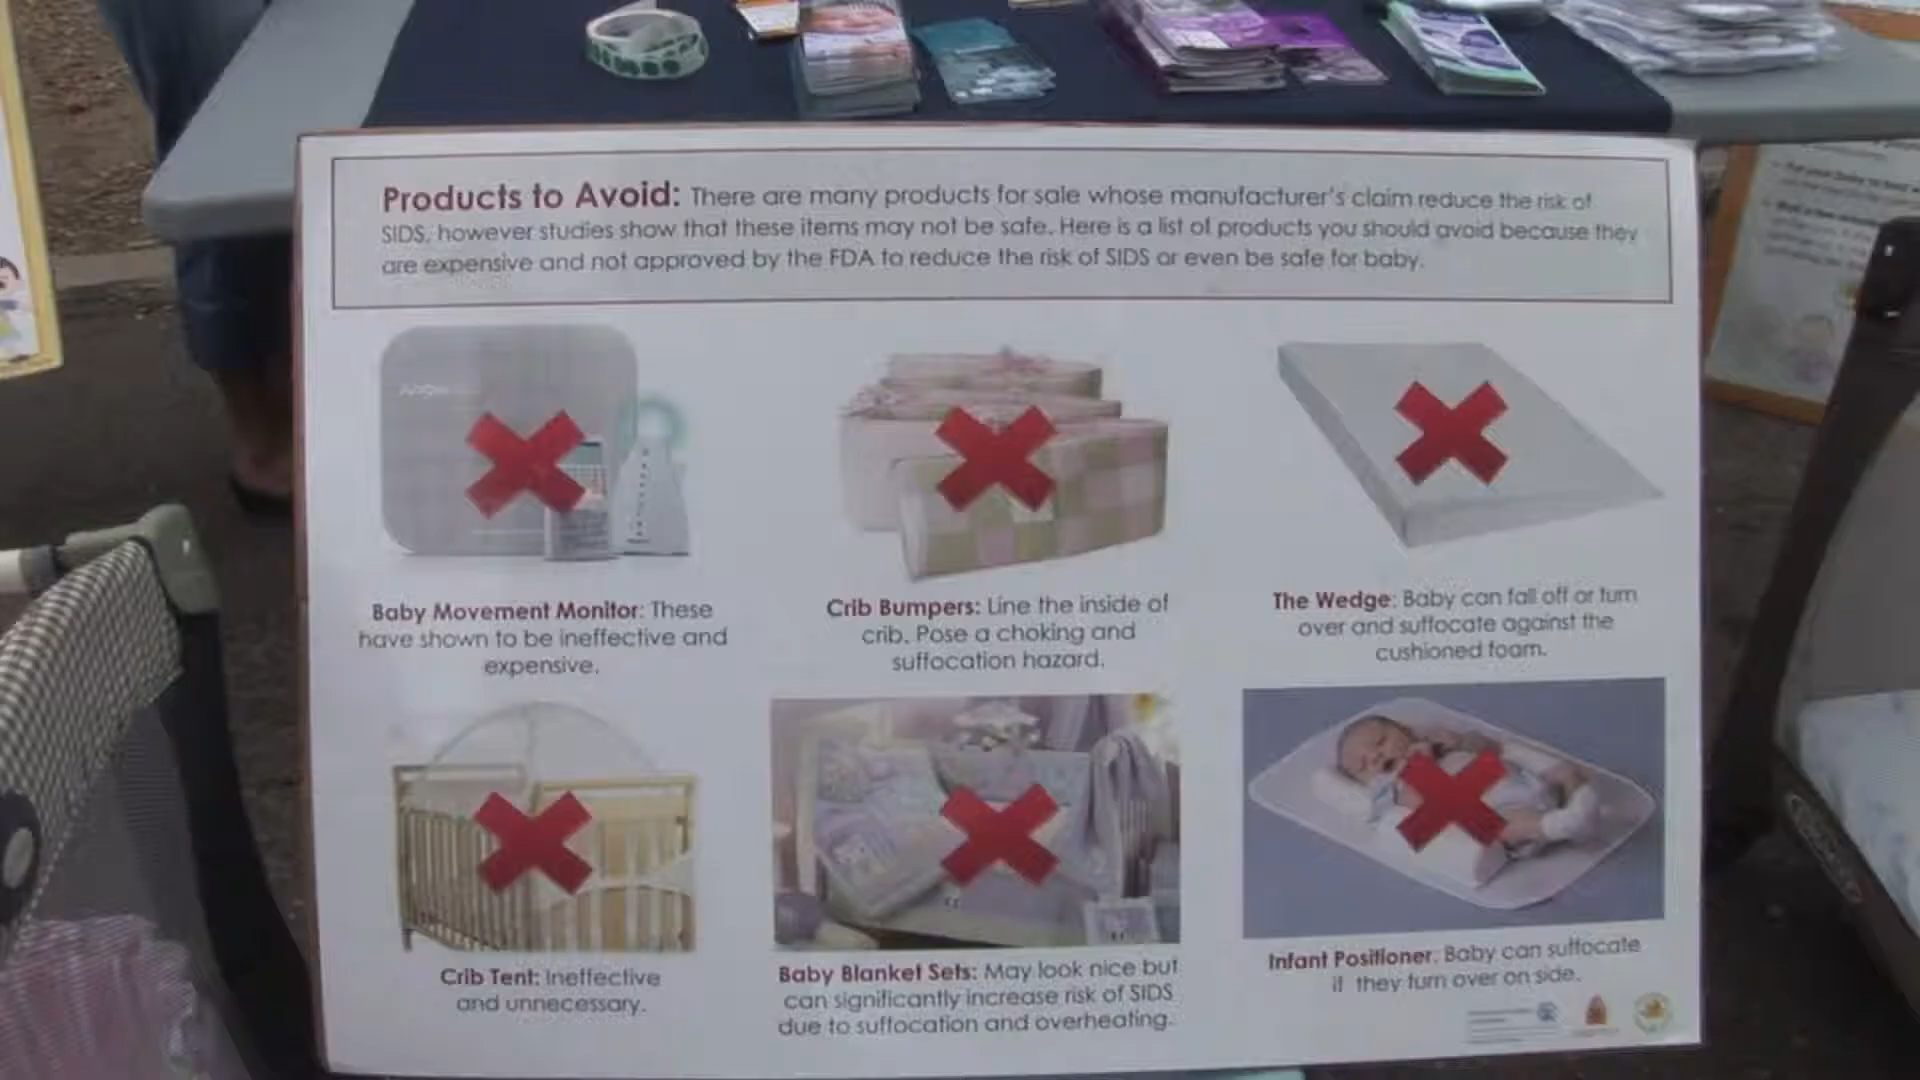 Products to Avoid: There are many products for sale whose manufacturer's claim reduce the risk of
SIDS, however studies show that these items may not be safe. Here is a list of products you should avoid because they
are expensive and not approved by the FDA to reduce the risk of SIDS or even be safe for baby.
Baby Movement Monitor: These
have shown to be ineffective and
expensive.
Crib Bumpers: Line the inside of
crib. Pose a choking and
suffocation hazard.
The Wedge: Baby can fall off or turn
over and suffocate against the
cushioned foam.
Crib Tent: Ineffective
and unnecessary.
Baby Blanket Sets: May look nice but
can significantly increase risk of SIDS
due to suffocation and overheating.
Infant Positioner: Baby can suffocate
if they turn over on side.